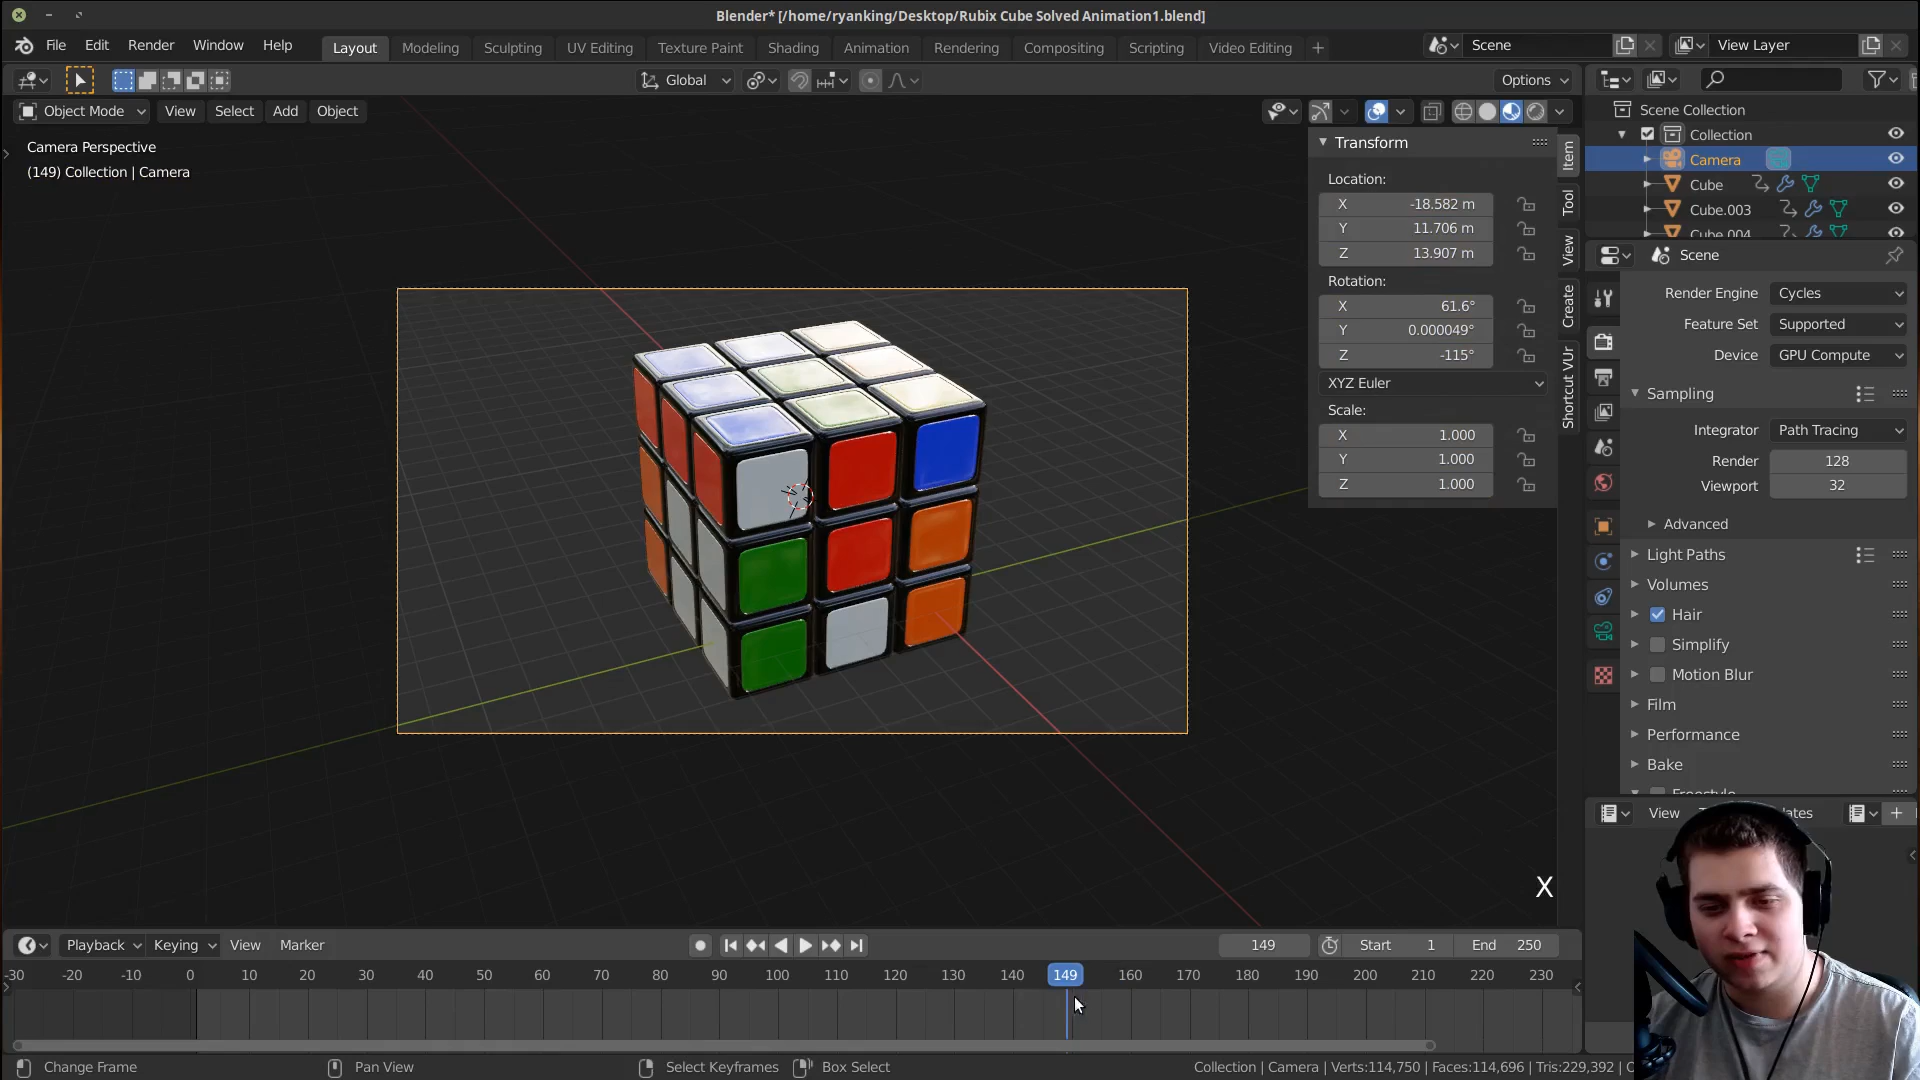 Blender* [/home/ryanking/Desktop/Rubix Cube Solved Animation1.blend]
File Edit Render Window Help
Layout Modeling Sculpting UV Editing Texture Paint Shading Animation Rendering Compositing Scripting Video Editing +
Scene
View Layer
Global
Options
Object Mode View Select Add Object
Camera Perspective
(149) Collection | Camera
Transform
Location:
X -18.582 m
Y 11.706 m
Z 13.907 m
Rotation:
X 61.6°
Y 0.000049°
Z -115°
XYZ Euler
Scale:
X 1.000
Y 1.000
Z 1.000
Item
Tool
View
Create
Shortcut VUr
Scene Collection
Collection
Camera
Cube
Cube.003
Cube.004
Scene
Render Engine Cycles
Feature Set Supported
Device GPU Compute
Sampling
Integrator Path Tracing
Render 128
Viewport 32
Advanced
Light Paths
Volumes
Hair
Simplify
Motion Blur
Film
Performance
Bake
Freestyle
View
X
Playback Keying View Marker
149
Start 1
End 250
-30 -20 -10 0 10 20 30 40 50 60 70 80 90 100 110 120 130 140 149 160 170 180 190 200 210 220 230
Change Frame
Pan View
Select Keyframes
Box Select
Collection | Camera | Verts:114,750 | Faces:114,696 | Tris:229,392 |